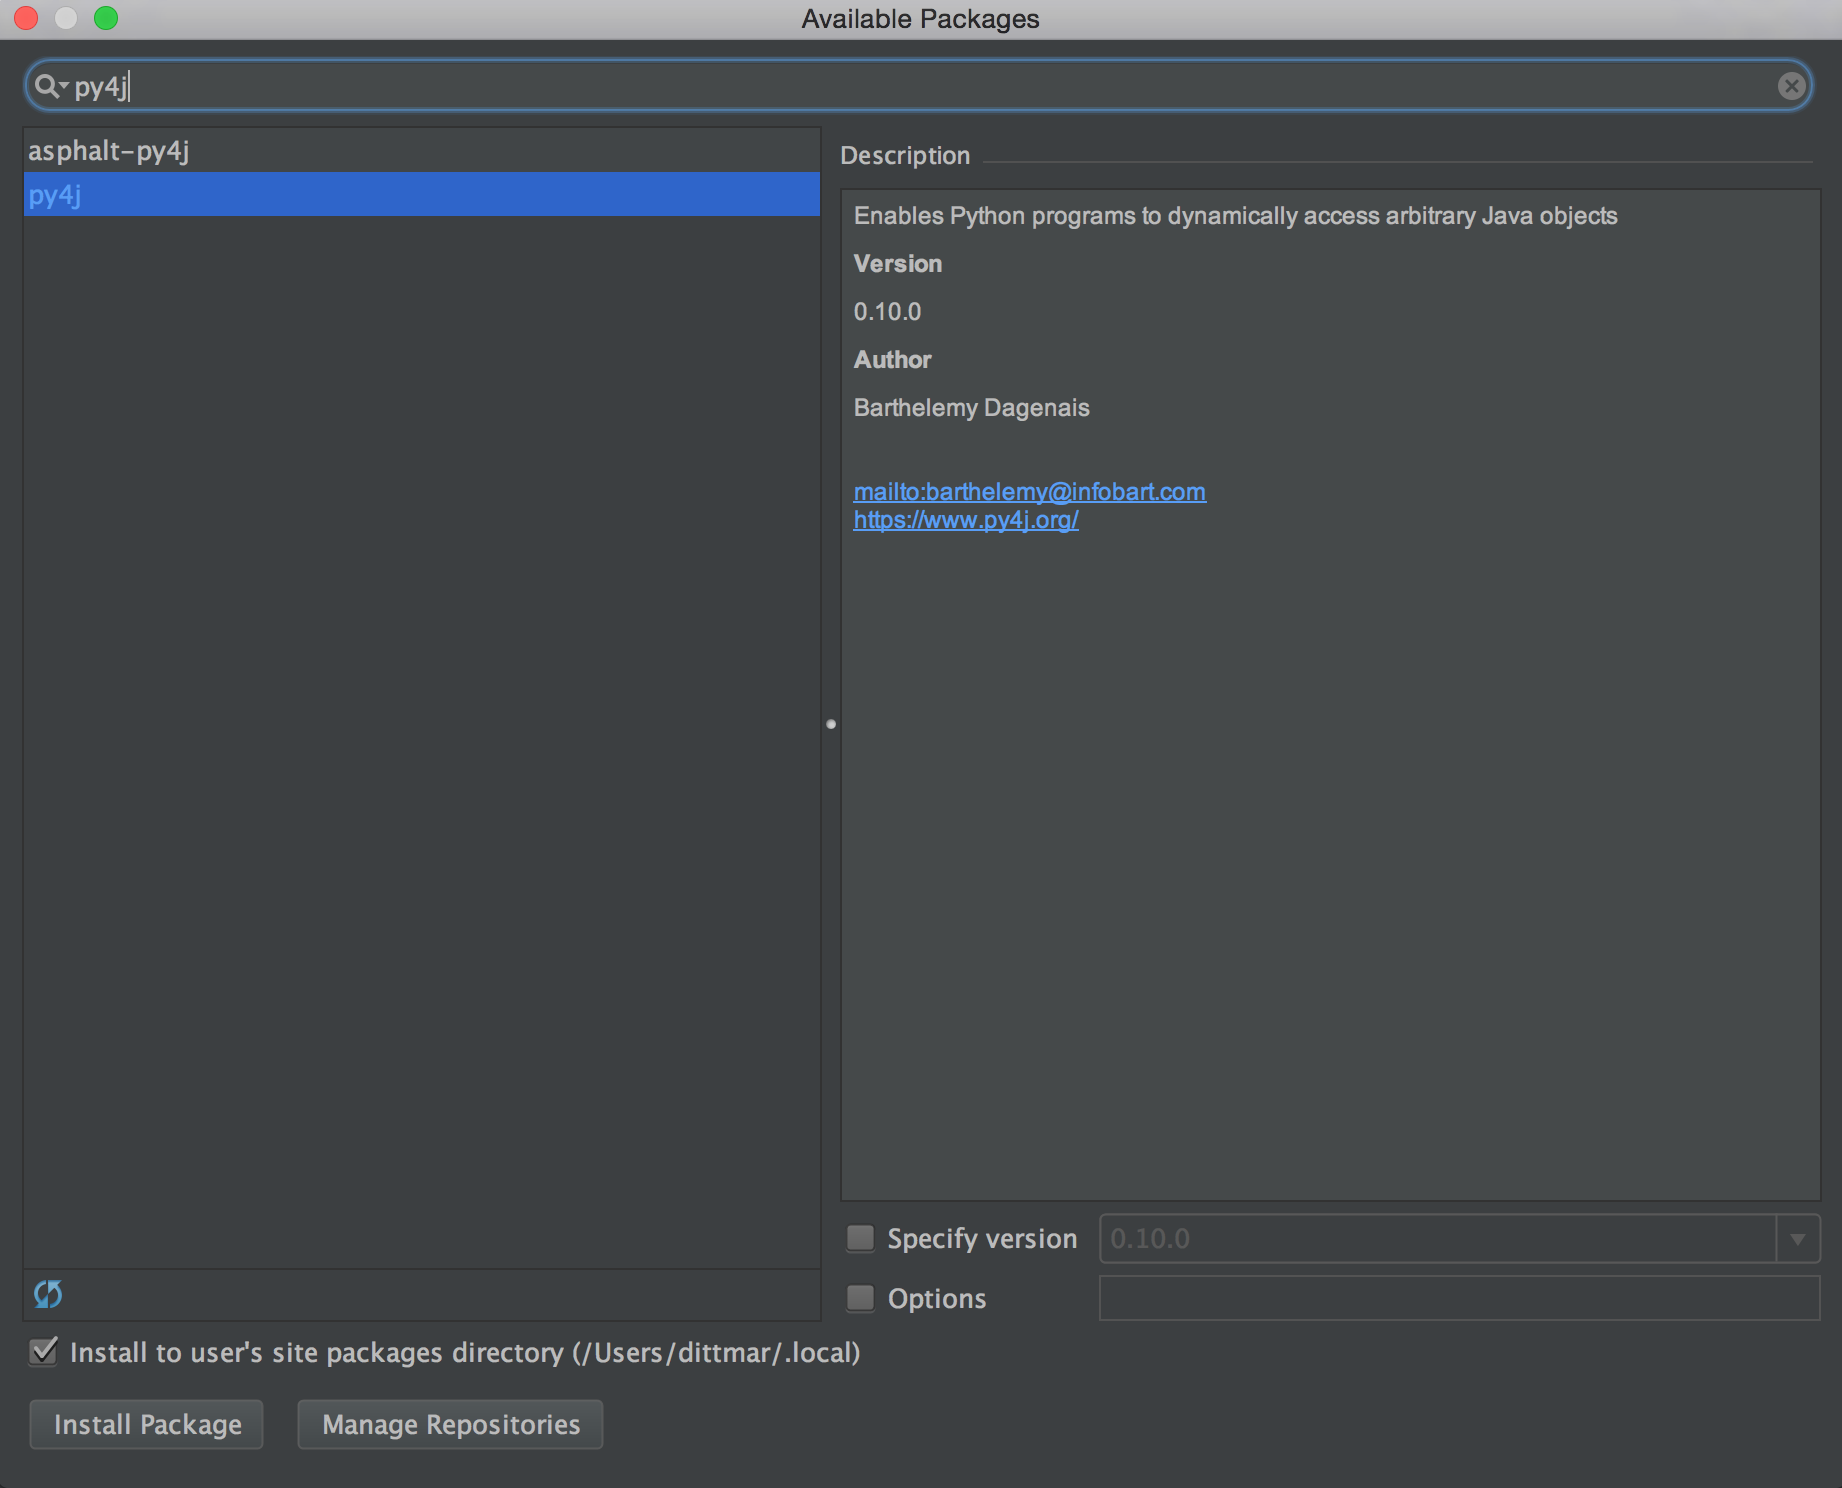 Available Packages
py4j
asphalt-py4j
py4j
Description
Enables Python programs to dynamically access arbitrary Java objects
Version
0.10.0
Author
Barthelemy Dagenais
mailto:barthelemy@infobart.com
https://www.py4j.org/
Specify version
0.10.0
Options
Install to user's site packages directory (/Users/dittmar/.local)
Install Package
Manage Repositories